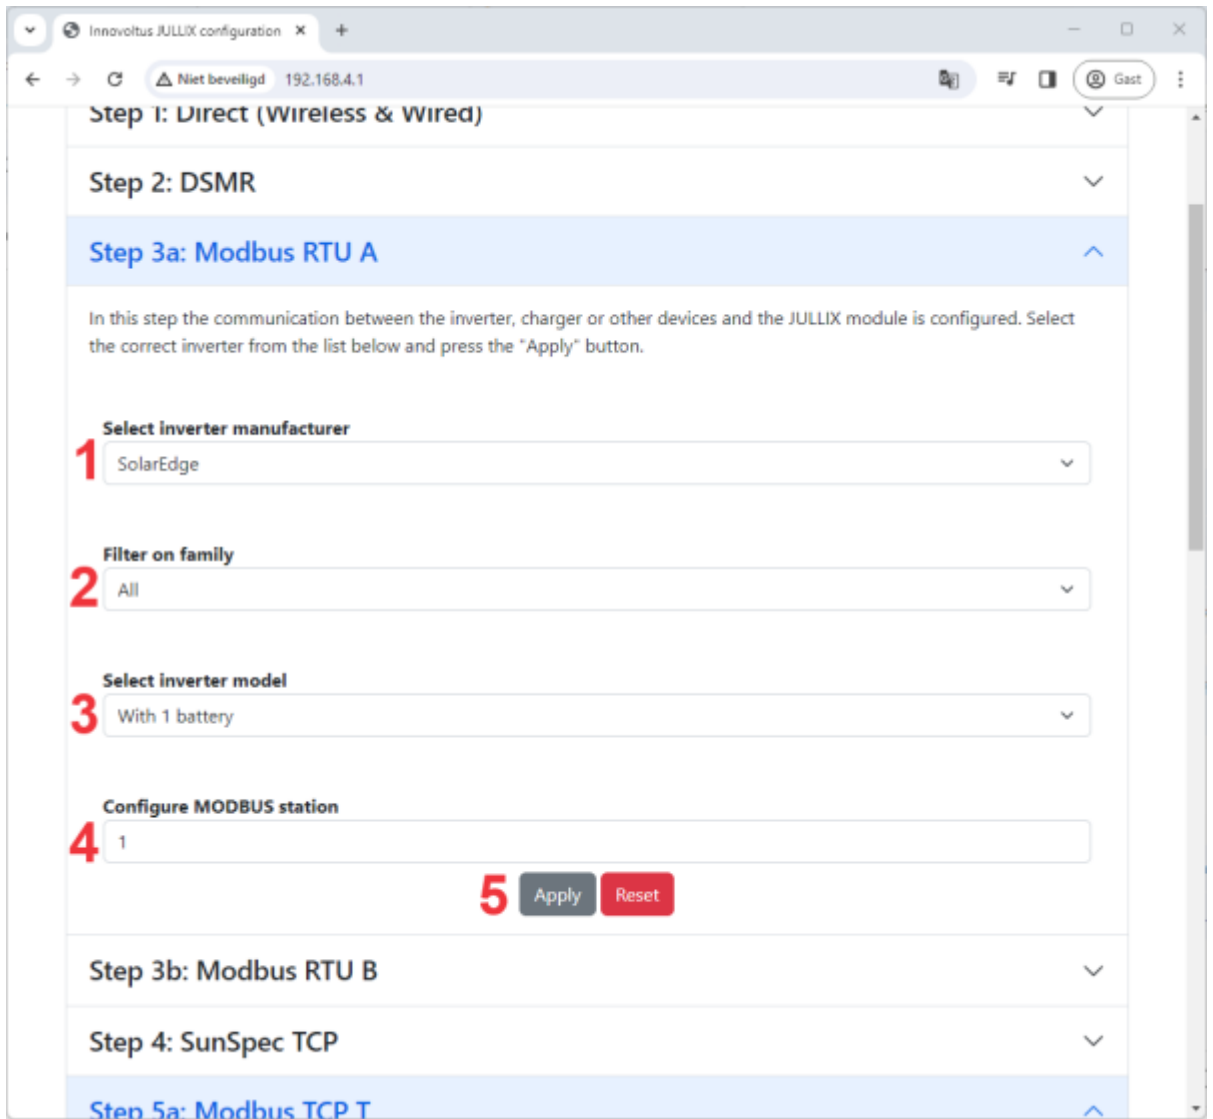 Innovoltus JULLIX configuration
Niet beveiligd 192.168.4.1 Gast
Step 1: Direct (Wireless & Wired)
Step 2: DSMR
Step 3a: Modbus RTU A
In this step the communication between the inverter, charger or other devices and the JULLIX module is configured. Select
the correct inverter from the list below and press the "Apply" button.
Select inverter manufacturer
1 SolarEdge
Filter on family
2 All
Select inverter model
3 With 1 battery
Configure MODBUS station
4 1
5 Apply Reset
Step 3b: Modbus RTU B
Step 4: SunSpec TCP
Step 5a: Modbus TCP T